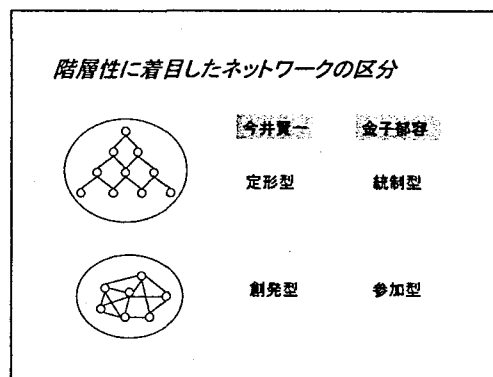 階層性に着目したネットワークの区分
今井賢一 金子郁容
定形型 統制型
創発型 参加型